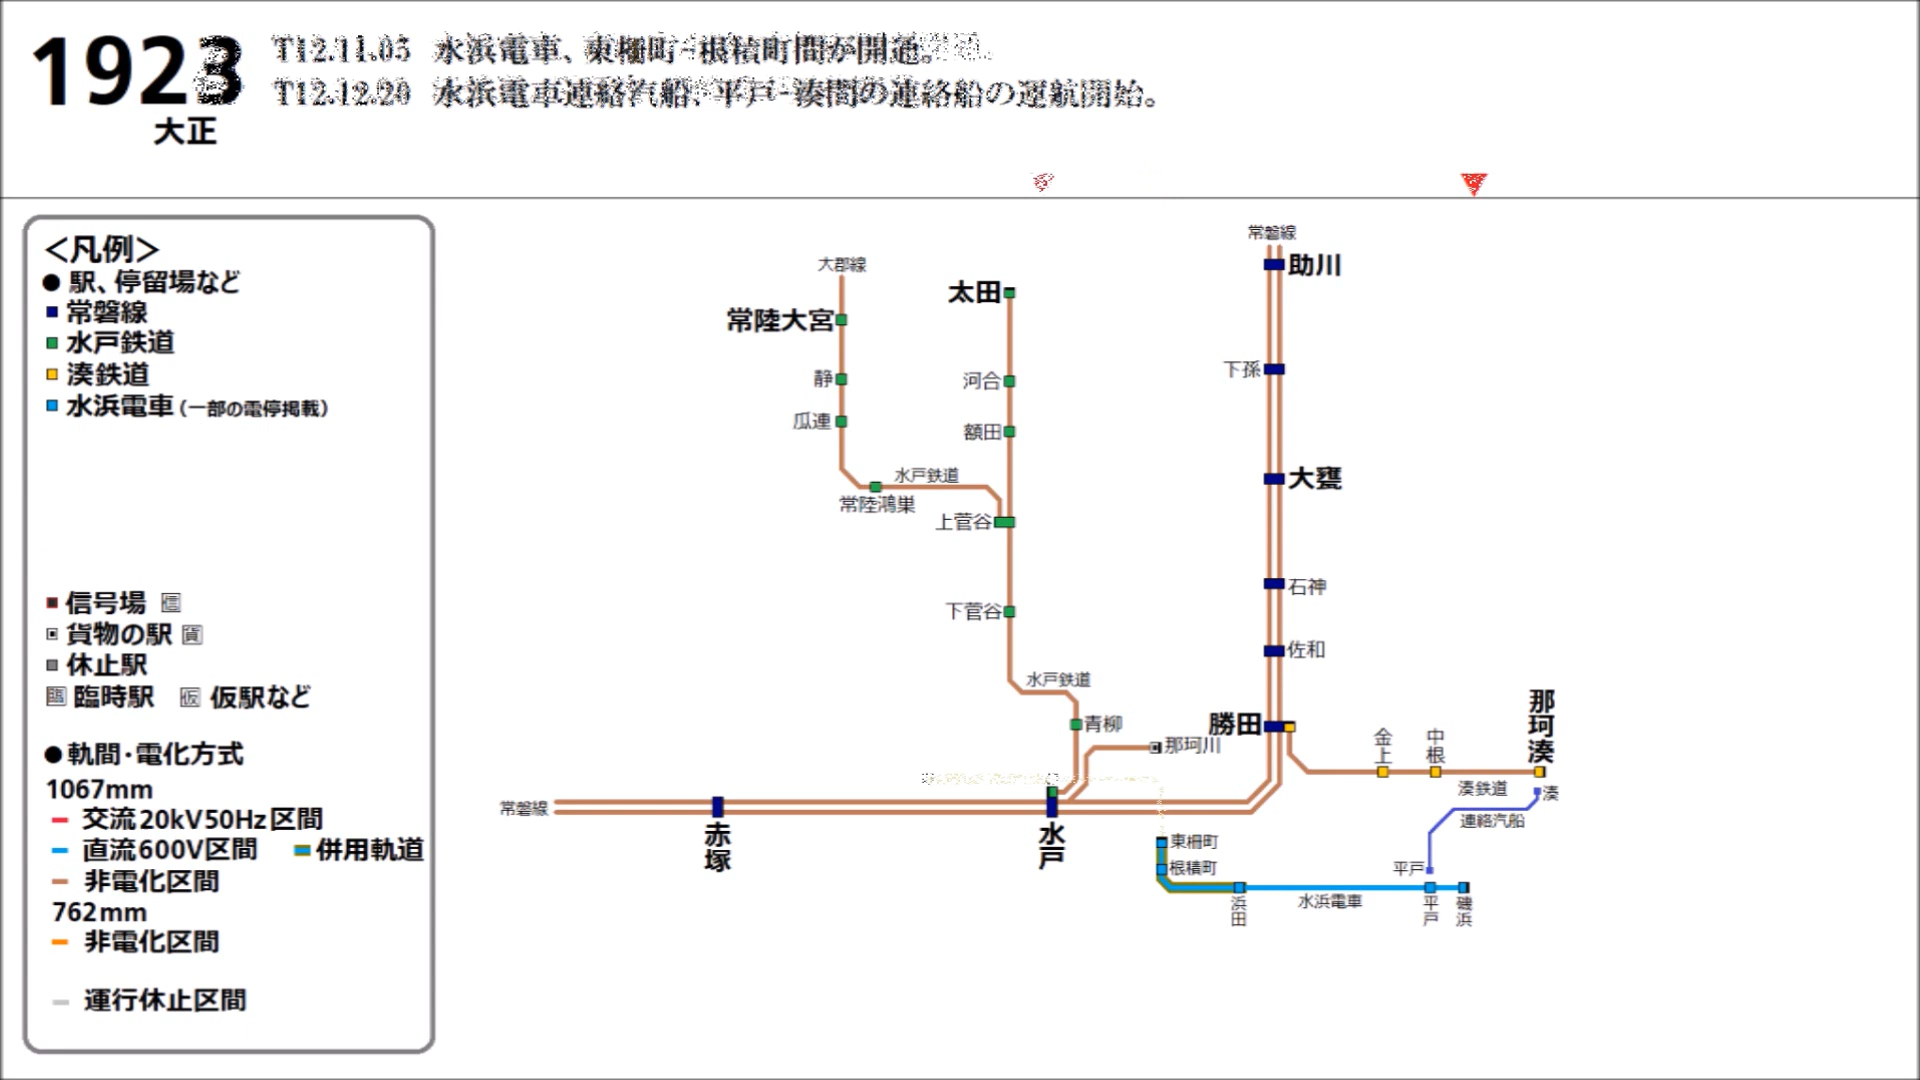 1923
大正
T12.11.05 水浜電車、東柵町-根積町間が開通。
T12.12.20 水浜電車連絡汽船、平戸-湊間の連絡船の運航開始。
＜凡例＞
● 駅、停留場など
常磐線
水戸鉄道
湊鉄道
水浜電車（一部の電停掲載）
信号場 信
貨物の駅 貨
休止駅
臨 臨時駅 仮 仮駅など
● 軌間・電化方式
1067mm
交流20kV50Hz区間
直流600V区間 併用軌道
非電化区間
762mm
非電化区間
運行休止区間
大郡線
常陸大宮
静
瓜連
水戸鉄道
常陸鴻巣
太田
河合
額田
上菅谷
下菅谷
水戸鉄道
青柳
那珂川
常磐線
助川
下孫
大甕
石神
佐和
勝田
金上
中根
那珂湊
湊鉄道
湊
連絡汽船
平戸
常磐線
赤塚
水戸
東柵町
根積町
浜田
水浜電車
平戸
磯浜